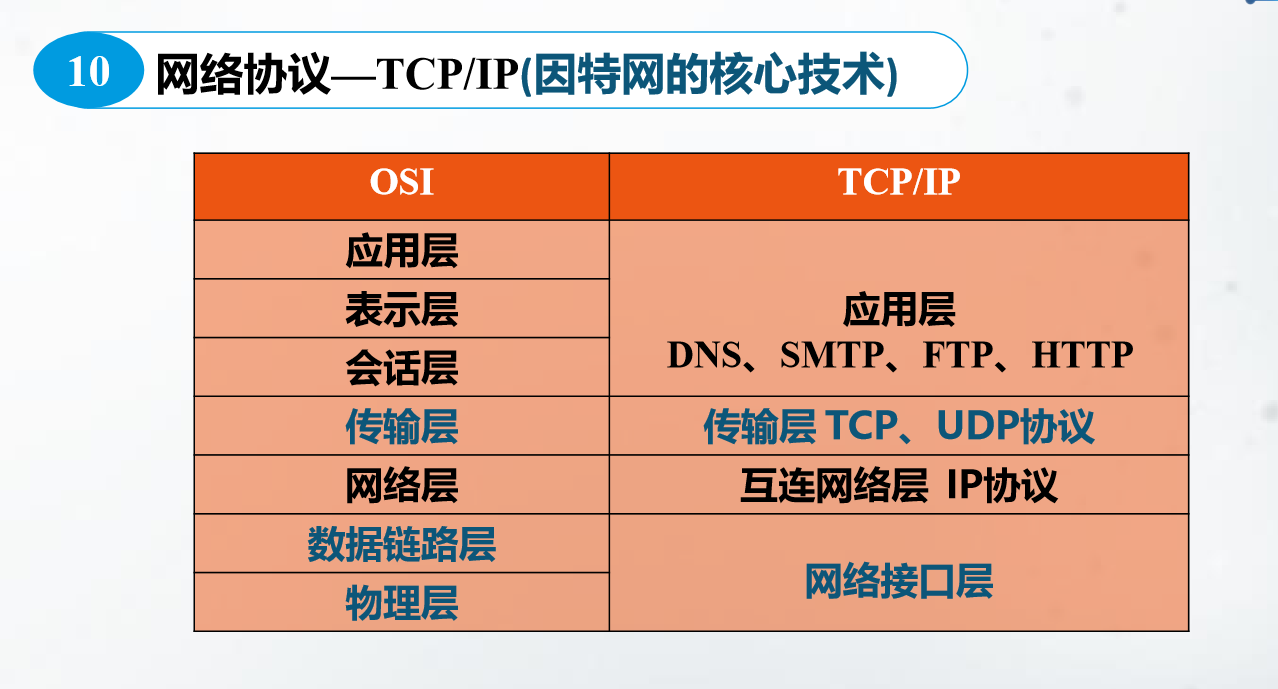 10 网络协议—TCP/IP(因特网的核心技术)
OSI TCP/IP
应用层
表示层
会话层
应用层
DNS、SMTP、FTP、HTTP
传输层 传输层 TCP、UDP协议
网络层 互连网络层 IP协议
数据链路层
物理层
网络接口层